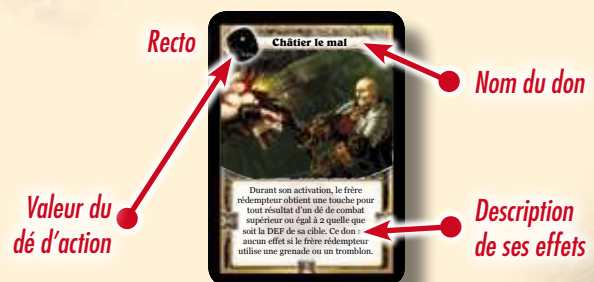 Recto
Châtier le mal
Nom du don
Valeur du
dé d'action
Durant son activation, le frère
rédempteur obtient une touche pour
tout résultat d'un dé de combat
supérieur ou égal à 2 quelle que
soit la DEF de sa cible. Ce don
aucun effet si le frère rédempteur
utilise une grenade ou un tromblon.
Description
de ses effets